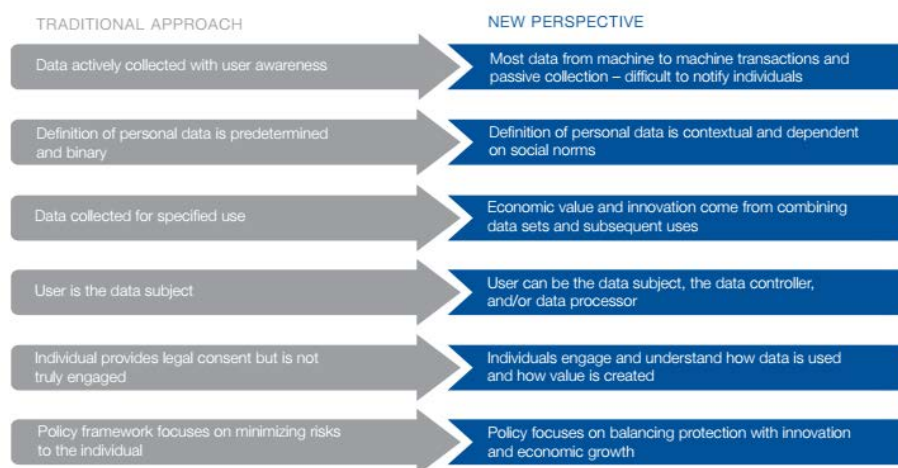 TRADITIONAL APPROACH
NEW PERSPECTIVE
Data actively collected with user awareness
Most data from machine to machine transactions and
passive collection – difficult to notify individuals
Definition of personal data is predetermined
and binary
Definition of personal data is contextual and dependent
on social norms
Data collected for specified use
Economic value and innovation come from combining
data sets and subsequent uses
User is the data subject
User can be the data subject, the data controller,
and/or data processor
Individual provides legal consent but is not
truly engaged
Individuals engage and understand how data is used
and how value is created
Policy framework focuses on minimizing risks
to the individual
Policy focuses on balancing protection with innovation
and economic growth